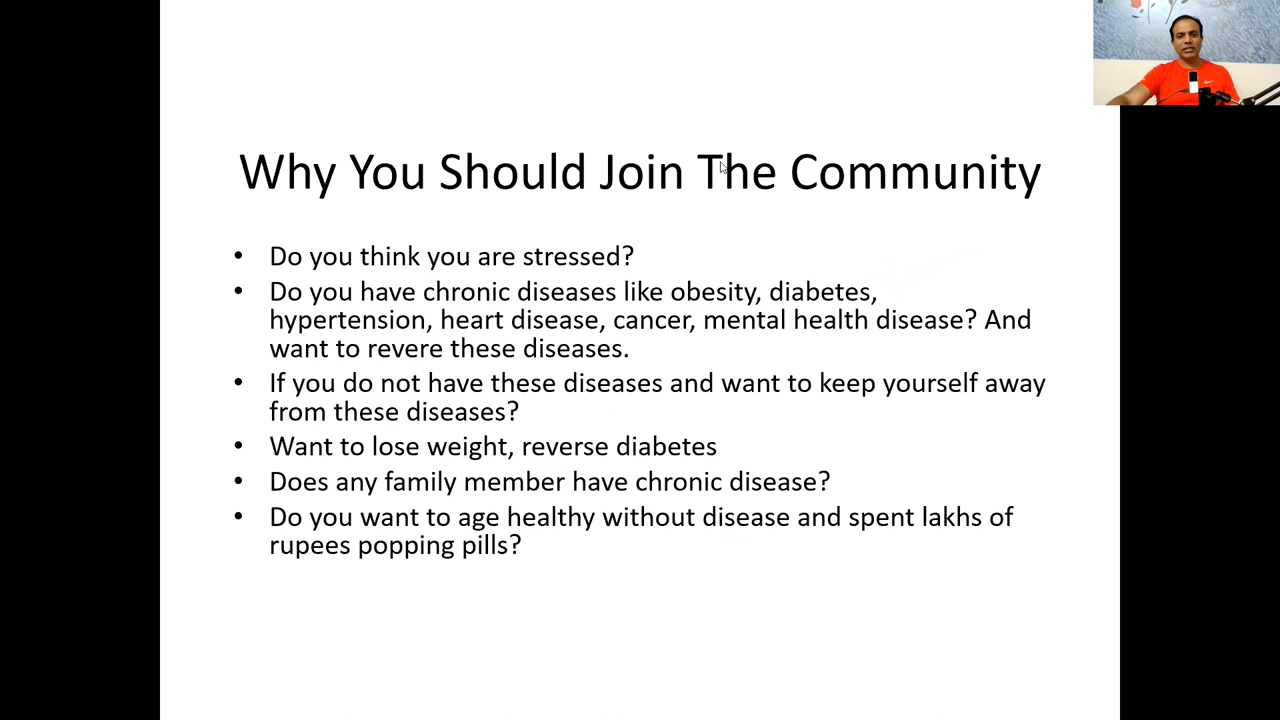 Why You Should Join The Community
• Do you think you are stressed?
• Do you have chronic diseases like obesity, diabetes,
hypertension, heart disease, cancer, mental health disease? And
want to revere these diseases.
• If you do not have these diseases and want to keep yourself away
from these diseases?
• Want to lose weight, reverse diabetes
• Does any family member have chronic disease?
• Do you want to age healthy without disease and spent lakhs of
rupees popping pills?